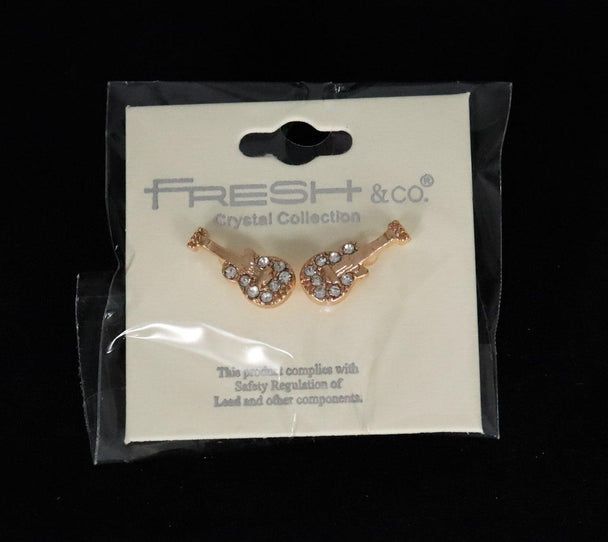 FRESH & CO.®
Crystal Collection
This product complies with
Safety Regulation of
Lead and other components.